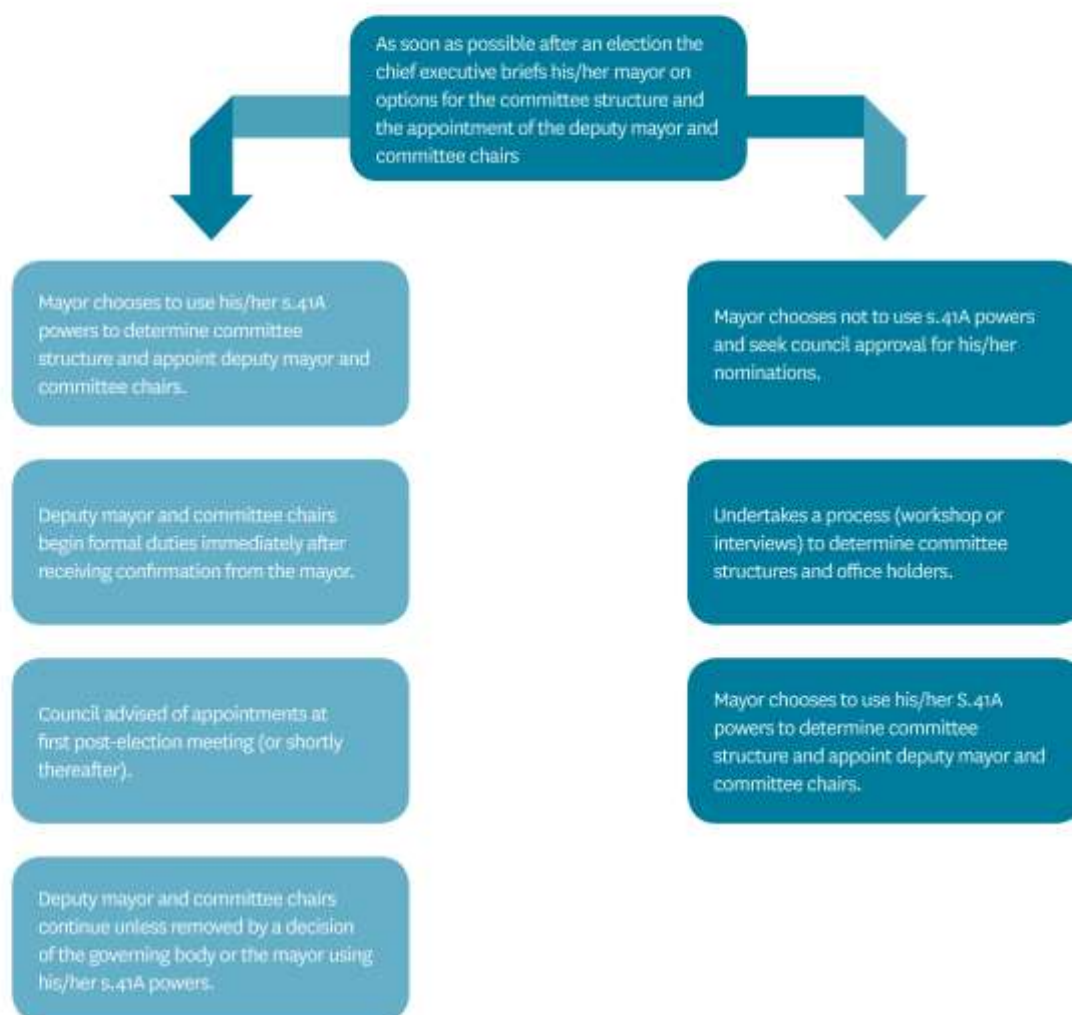 As soon as possible after an election the
chief executive briefs his/her mayor on
options for the committee structure and
the appointment of the deputy mayor and
committee chairs
Mayor chooses to use his/her s.41A
powers to determine committee
structure and appoint deputy mayor and
committee chairs.
Deputy mayor and committee chairs
begin formal duties immediately after
receiving confirmation from the mayor.
Council advised of appointments at
first post-election meeting (or shortly
thereafter).
Deputy mayor and committee chairs
continue unless removed by a decision
of the governing body or the mayor using
his/her s.41A powers.
Mayor chooses not to use s.41A powers
and seek council approval for his/her
nominations.
Undertakes a process (workshop or
interviews) to determine committee
structures and office holders.
Mayor chooses to use his/her S.41A
powers to determine committee
structure and appoint deputy mayor and
committee chairs.